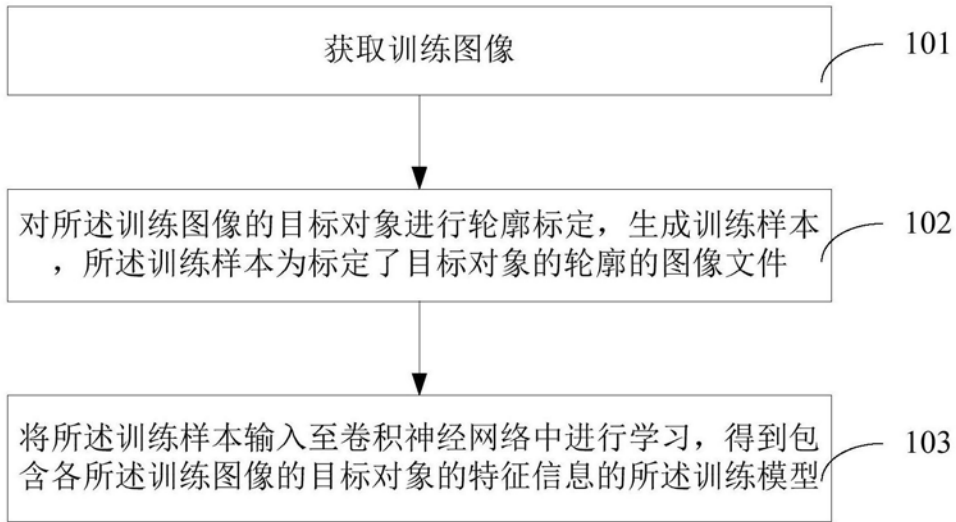 获取训练图像
101
对所述训练图像的目标对象进行轮廓标定，生成训练样本
，所述训练样本为标定了目标对象的轮廓的图像文件
102
将所述训练样本输入至卷积神经网络中进行学习，得到包
含各所述训练图像的目标对象的特征信息的所述训练模型
103